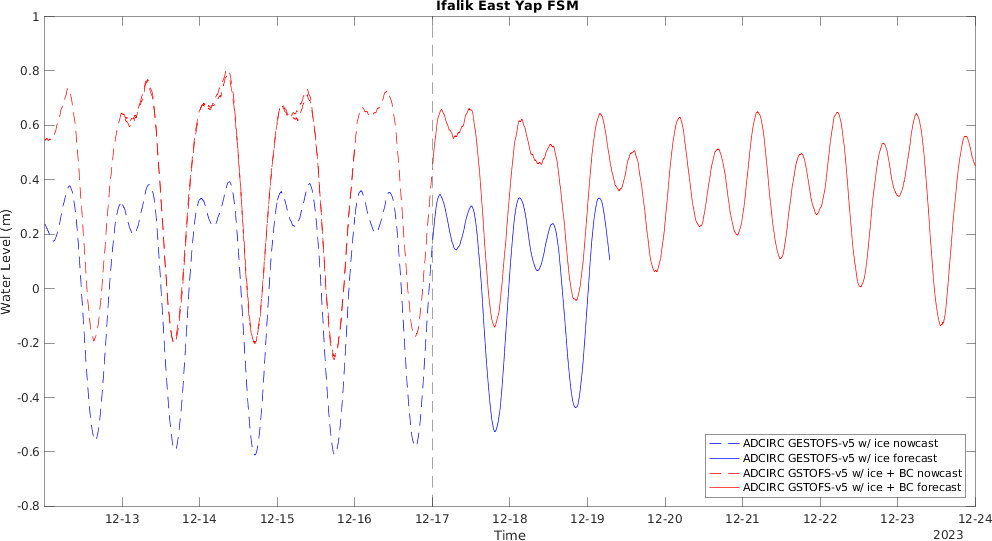 Ifalik East Yap FSM
1
0.8
0.6
0.4
0.2
0
-0.2
-0.4
-0.6
-0.8
Water Level (m)
12-13 12-14 12-15 12-16 12-17 12-18 12-19 12-20 12-21 12-22 12-23 12-24
Time
2023
ADCIRC GESTOFS-v5 w/ ice nowcast
ADCIRC GESTOFS-v5 w/ ice forecast
ADCIRC GSTOFS-v5 w/ ice + BC nowcast
ADCIRC GSTOFS-v5 w/ ice + BC forecast